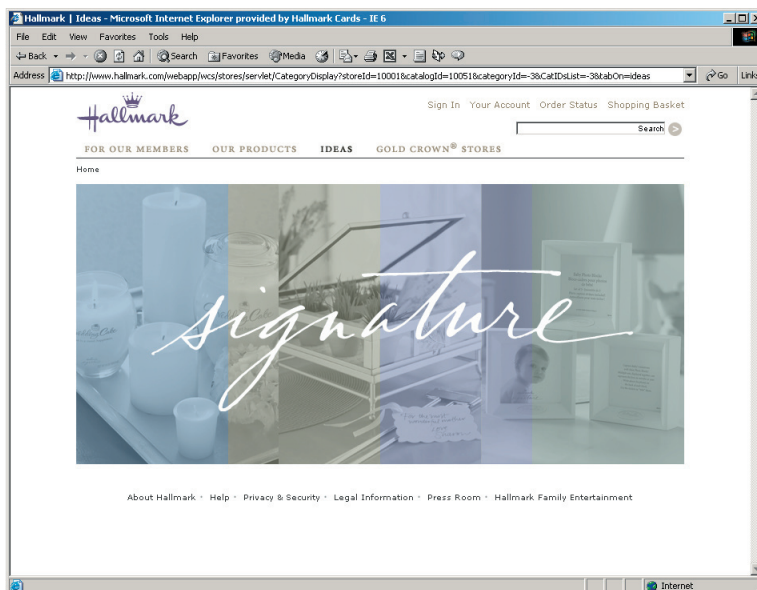 Hallmark | Ideas - Microsoft Internet Explorer provided by Hallmark Cards - IE 6
File Edit View Favorites Tools Help
Back Search Favorites Media
Address http://www.hallmark.com/webapp/wcs/stores/servlet/CategoryDisplay?storeId=10001&catalogId=10051&categoryId=-3&CatIDsList=-3&tabOn=ideas Go Links
Hallmark
Sign In Your Account Order Status Shopping Basket
Search
FOR OUR MEMBERS OUR PRODUCTS IDEAS GOLD CROWN® STORES
Home
signature
About Hallmark Help Privacy & Security Legal Information Press Room Hallmark Family Entertainment
Internet